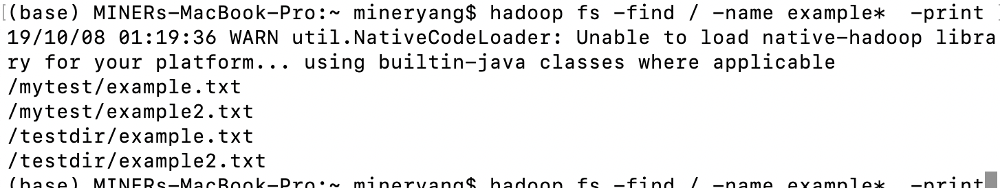 (base) MINERs-MacBook-Pro:~ mineryang$ hadoop fs -find / -name example*  -print
19/10/08 01:19:36 WARN util.NativeCodeLoader: Unable to load native-hadoop libra
ry for your platform... using builtin-java classes where applicable
/mytest/example.txt
/mytest/example2.txt
/testdir/example.txt
/testdir/example2.txt
(base) MINERs-MacBook-Pro:~ mineryang$ hadoop fs -find / -name example*  -print